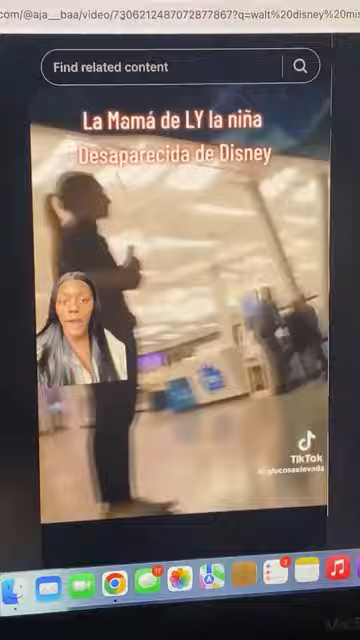 com/@aja__baa/video/7306212487072877867?q=walt%20disney%20mis
Find related content
La Mamá de LY la niña
Desaparecida de Disney
TikTok
@glucosaelevada
17